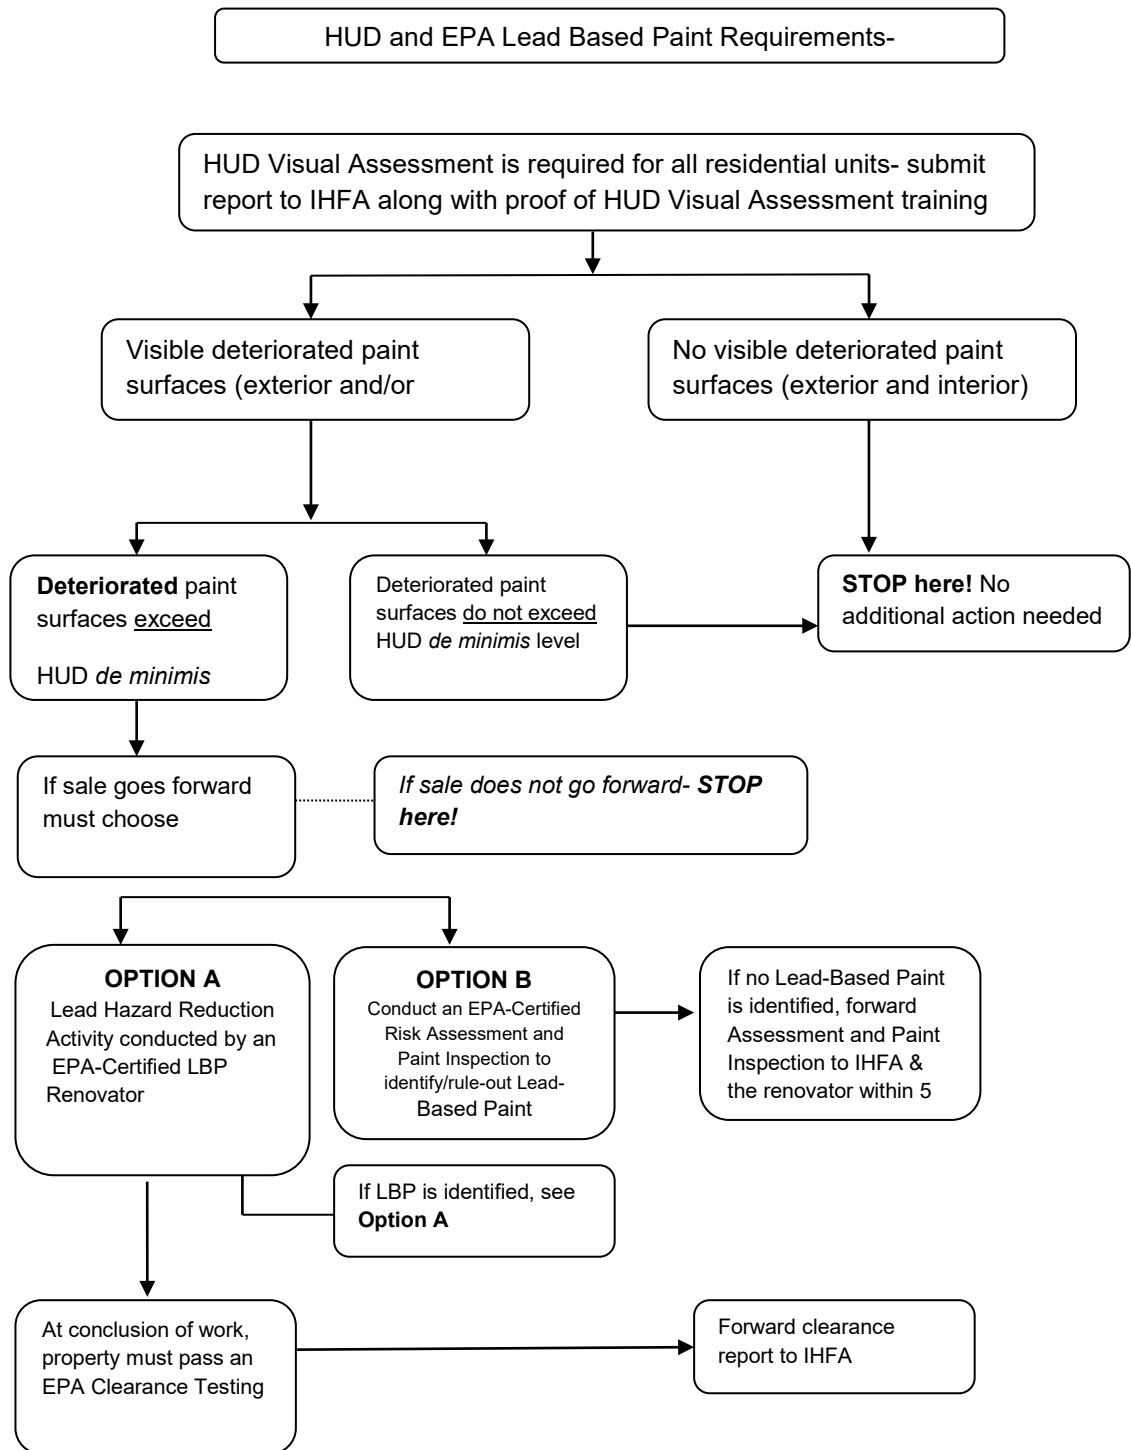 HUD and EPA Lead Based Paint Requirements-
HUD Visual Assessment is required for all residential units- submit
report to IHFA along with proof of HUD Visual Assessment training
Visible deteriorated paint
surfaces (exterior and/or
No visible deteriorated paint
surfaces (exterior and interior)
Deteriorated paint
surfaces exceed
HUD de minimis
Deteriorated paint
surfaces do not exceed
HUD de minimis level
STOP here! No
additional action needed
If sale goes forward
must choose
If sale does not go forward- STOP
here!
OPTION A
Lead Hazard Reduction
Activity conducted by an
EPA-Certified LBP
Renovator
OPTION B
Conduct an EPA-Certified
Risk Assessment and
Paint Inspection to
identify/rule-out Lead-
Based Paint
If no Lead-Based Paint
is identified, forward
Assessment and Paint
Inspection to IHFA &
the renovator within 5
If LBP is identified, see
Option A
At conclusion of work,
property must pass an
EPA Clearance Testing
Forward clearance
report to IHFA